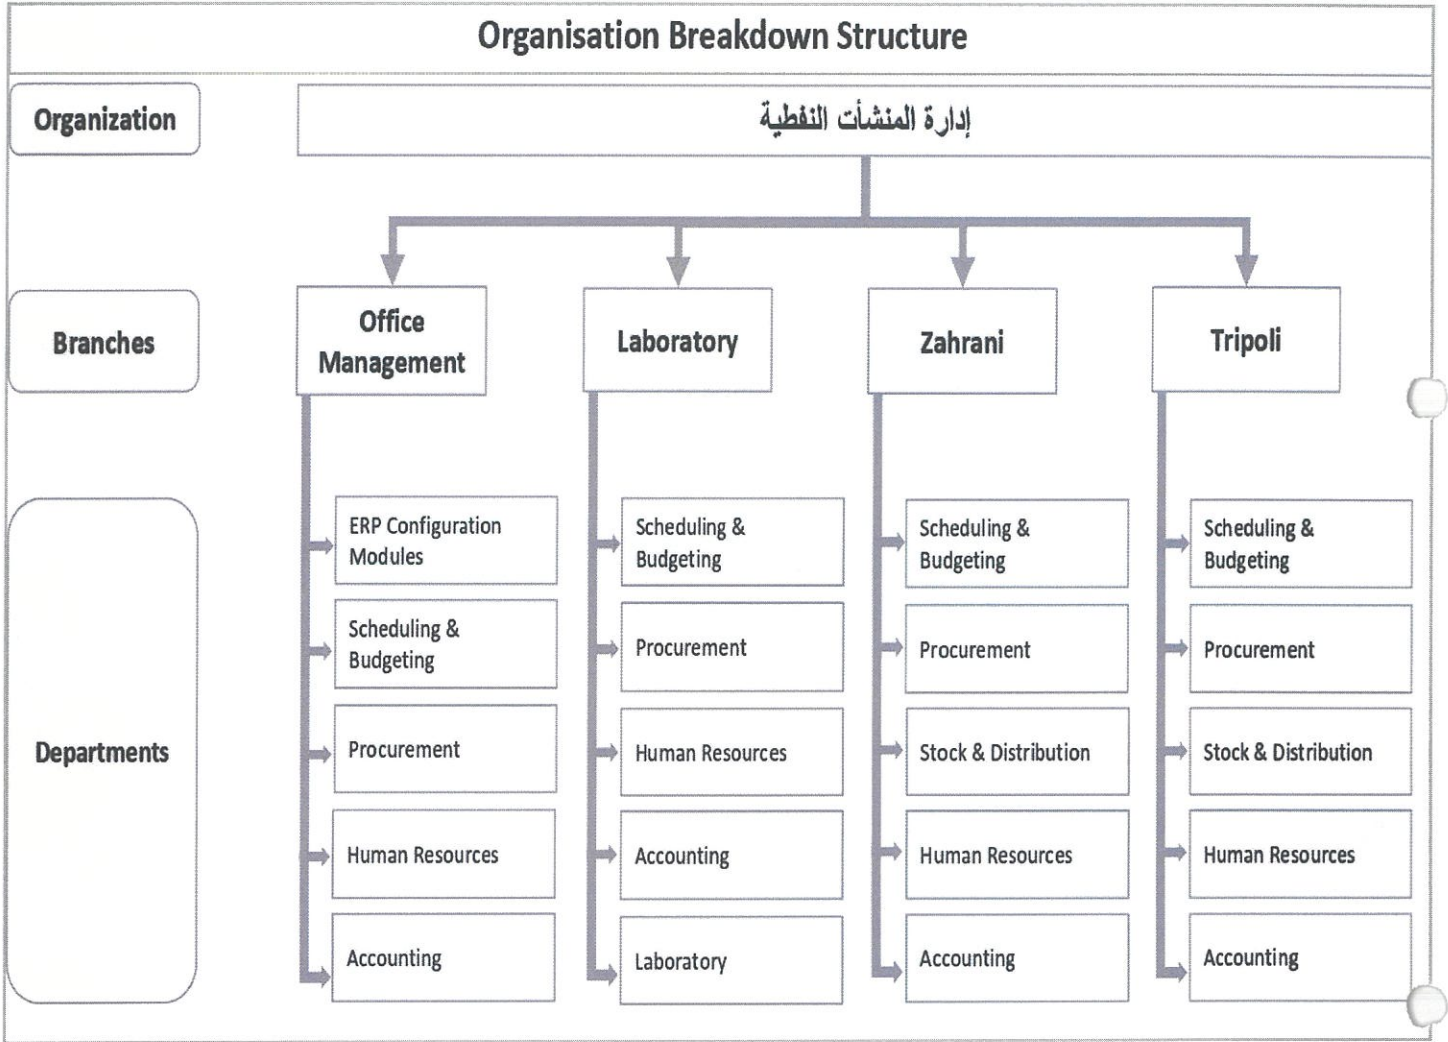 Organisation Breakdown Structure
Organization
إدارة المنشأت النفطية
Branches
Office
Management
Laboratory
Zahrani
Tripoli
Departments
ERP Configuration
Modules
Scheduling &
Budgeting
Procurement
Human Resources
Accounting
Scheduling &
Budgeting
Procurement
Human Resources
Accounting
Laboratory
Scheduling &
Budgeting
Procurement
Stock & Distribution
Human Resources
Accounting
Scheduling &
Budgeting
Procurement
Stock & Distribution
Human Resources
Accounting